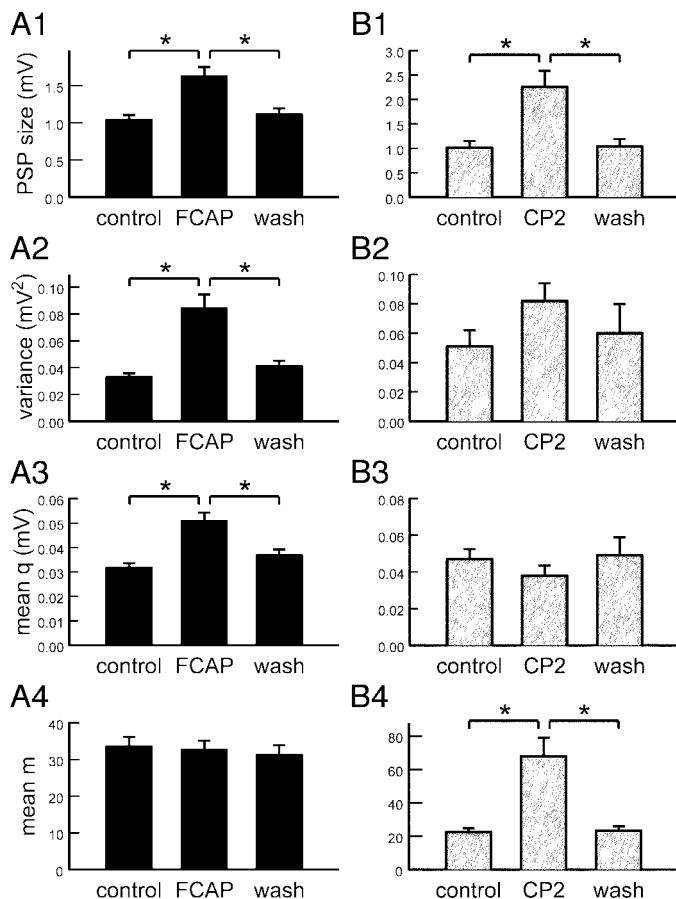 A1
PSP size (mV)
1.5
1.0
0.5
0.0
* *
control FCAP wash
B1
3.0
2.5
2.0
1.5
1.0
0.5
0.0
* *
control CP2 wash
A2
variance (mV2)
0.10
0.08
0.06
0.04
0.02
0.00
* *
control FCAP wash
B2
0.10
0.08
0.06
0.04
0.02
0.00
control CP2 wash
A3
mean q (mV)
0.06
0.05
0.04
0.03
0.02
0.01
0.00
* *
control FCAP wash
B3
0.08
0.06
0.04
0.02
0.00
control CP2 wash
A4
mean m
40
30
20
10
0
control FCAP wash
B4
80
60
40
20
0
* *
control CP2 wash